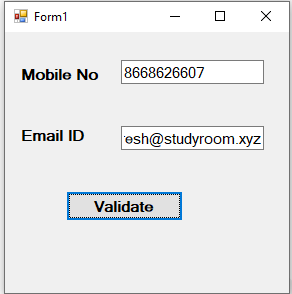 Form1
Mobile No 8668626607
Email ID esh@studyroom.xyz
Validate